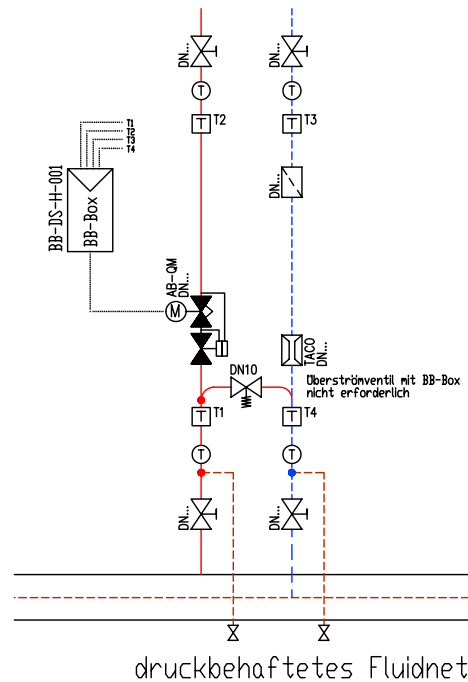 DN...
DN...
T
T
T T2
T T3
T1
T2
T3
T4
BB-DS-H-001
BB-Box
DN...
AB-QM
DN...
M
TACO
DN...
DN10
Überströmventil mit BB-Box
nicht erforderlich
T T1
T T4
T
T
DN...
DN...
druckbehaftetes Fluidnet